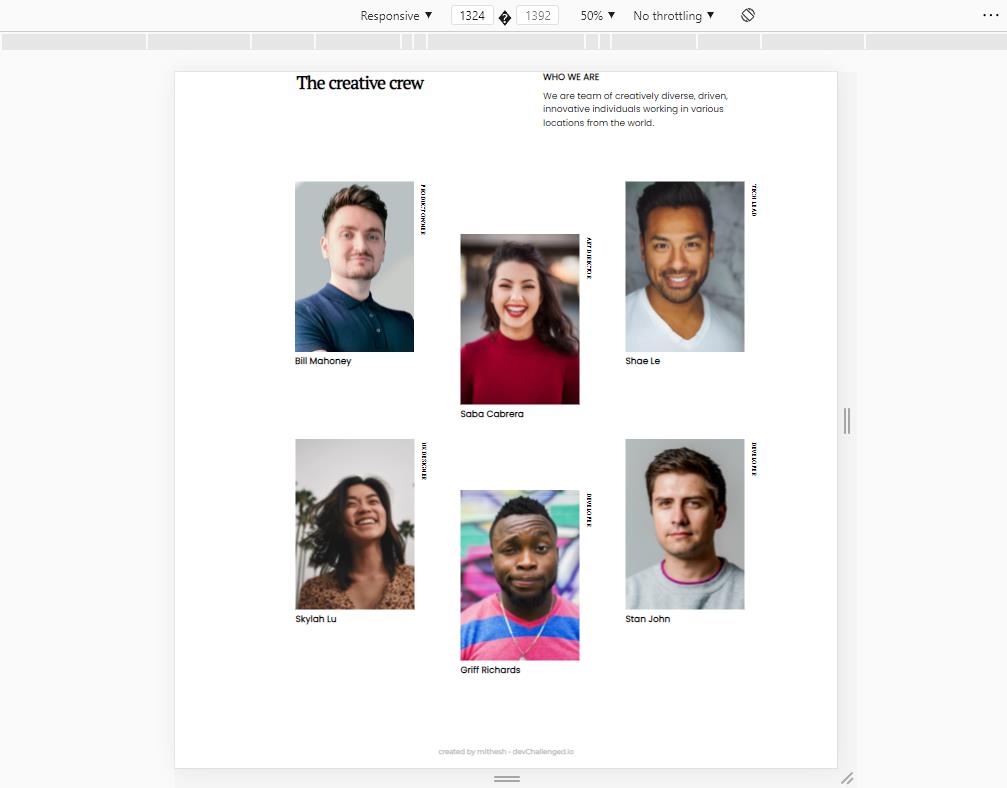 Responsive ▼ 1324 1392 50% ▼ No throttling ▼
The creative crew
WHO WE ARE
We are team of creatively diverse, driven,
innovative individuals working in various
locations from the world.
PRODUCT OWNER
Bill Mahoney
ART DIRECTOR
Saba Cabrera
TECH LEAD
Shae Le
UX DESIGNER
Skylah Lu
DEVELOPER
Griff Richards
DEVELOPER
Stan John
created by mithesh - devChallenged.io